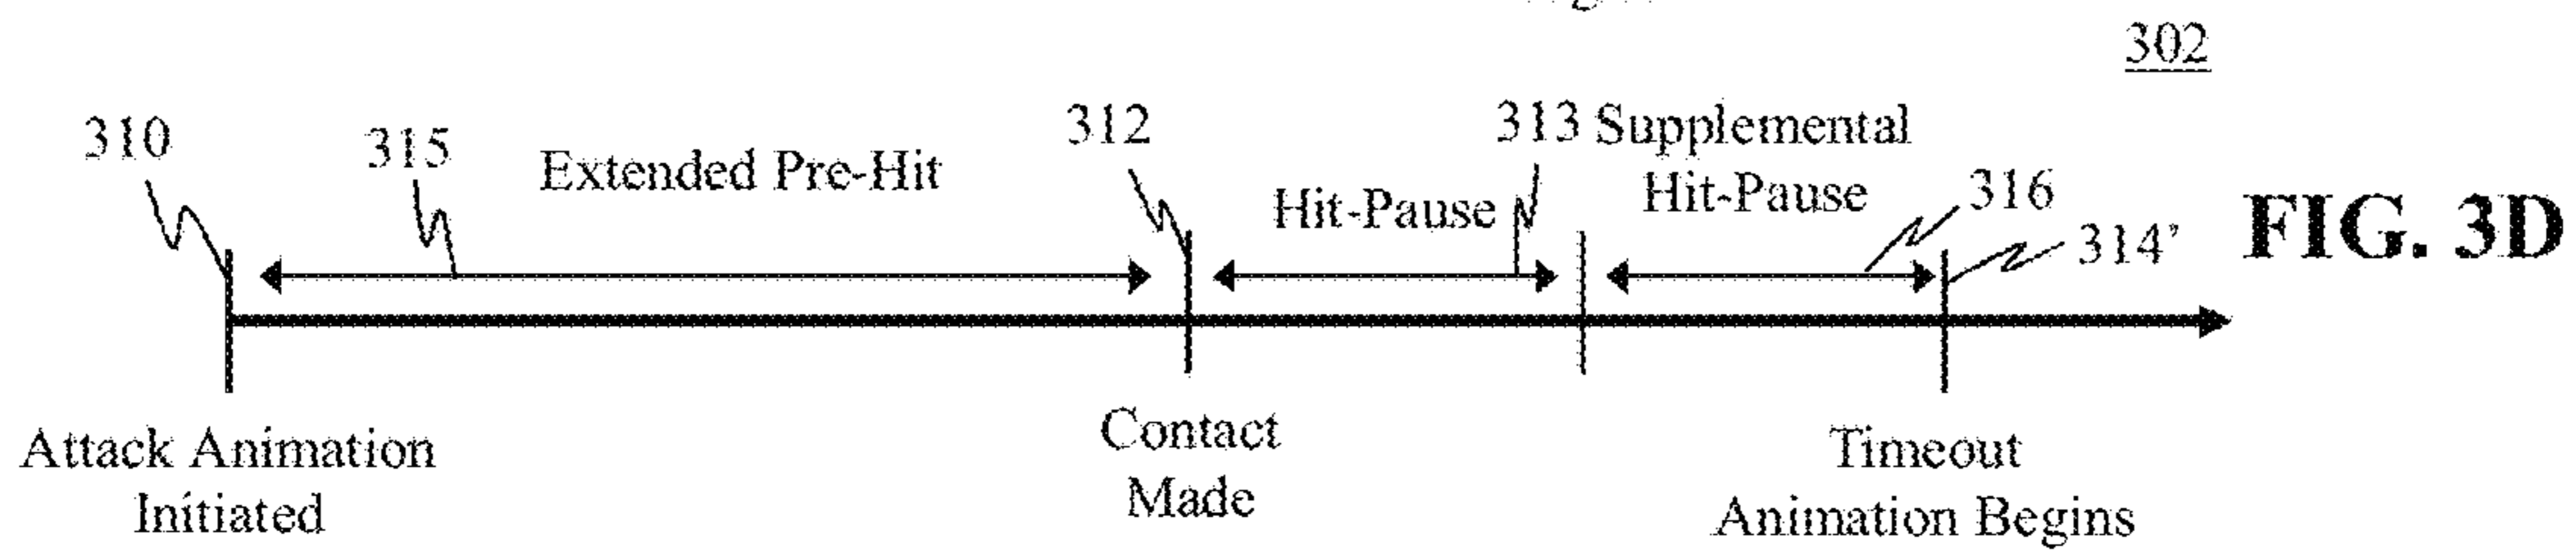 302
310
315
Extended Pre-Hit
312
Hit-Pause
313
Supplemental
Hit-Pause
316
314'
FIG. 3D
Attack Animation
Initiated
Contact
Made
Timeout
Animation Begins